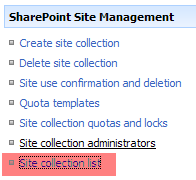 SharePoint Site Management
Create site collection
Delete site collection
Site use confirmation and deletion
Quota templates
Site collection quotas and locks
Site collection administrators
Site collection list